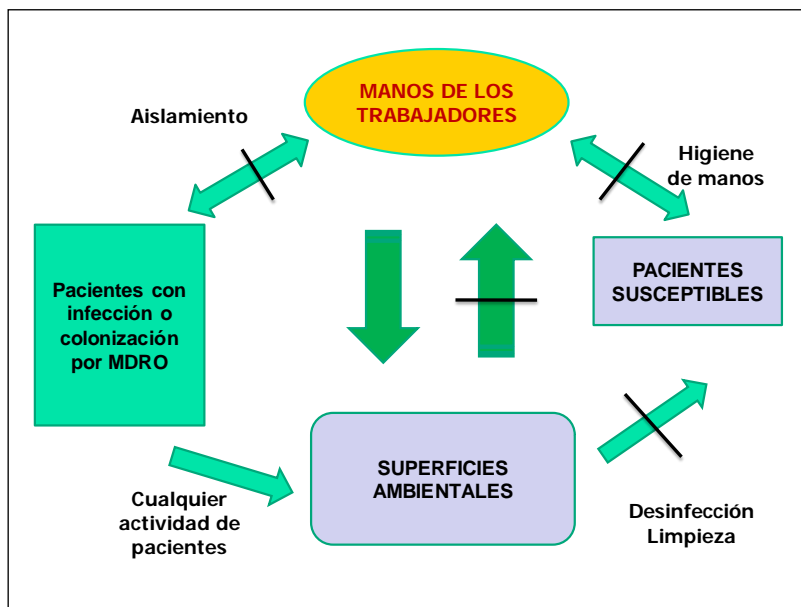 MANOS DE LOS
TRABAJADORES
Aislamiento
Higiene
de manos
Pacientes con
infección o
colonización
por MDRO
PACIENTES
SUSCEPTIBLES
SUPERFICIES
AMBIENTALES
Cualquier
actividad de
pacientes
Desinfección
Limpieza